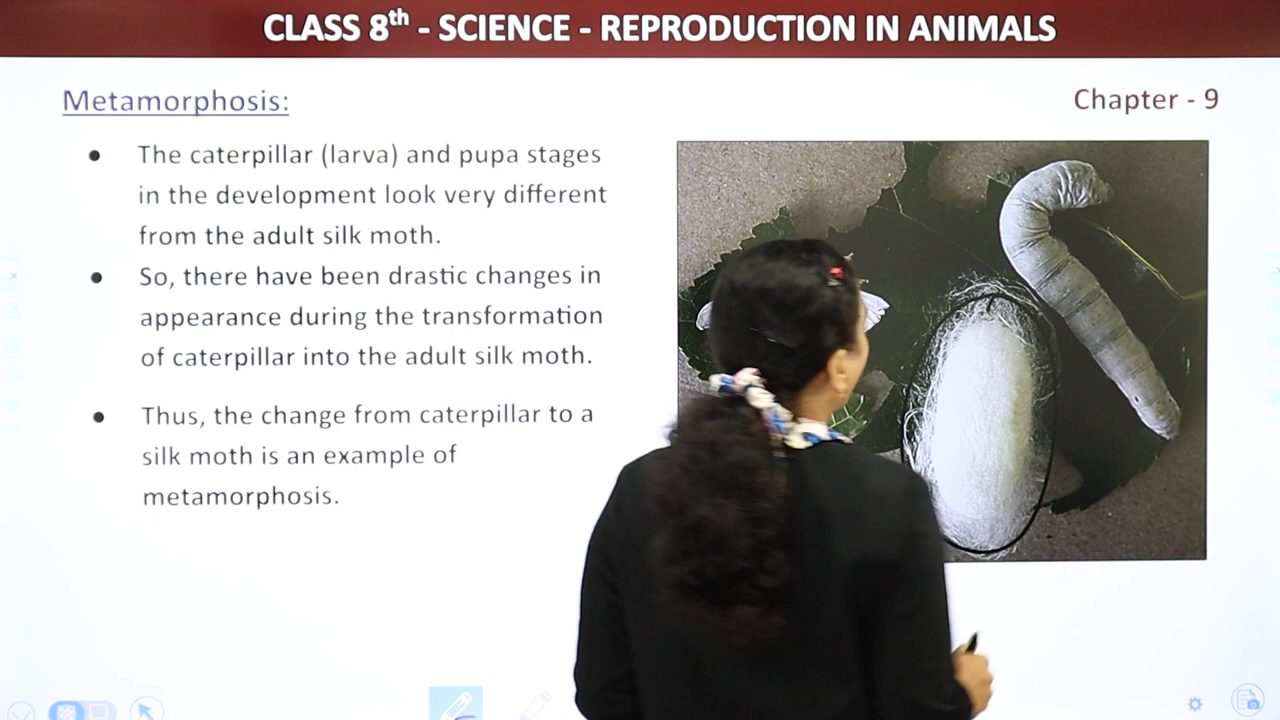 CLASS 8th - SCIENCE - REPRODUCTION IN ANIMALS
Metamorphosis:
Chapter - 9
● The caterpillar (larva) and pupa stages
in the development look very different
from the adult silk moth.
● So, there have been drastic changes in
appearance during the transformation
of caterpillar into the adult silk moth.
● Thus, the change from caterpillar to a
silk moth is an example of
metamorphosis.